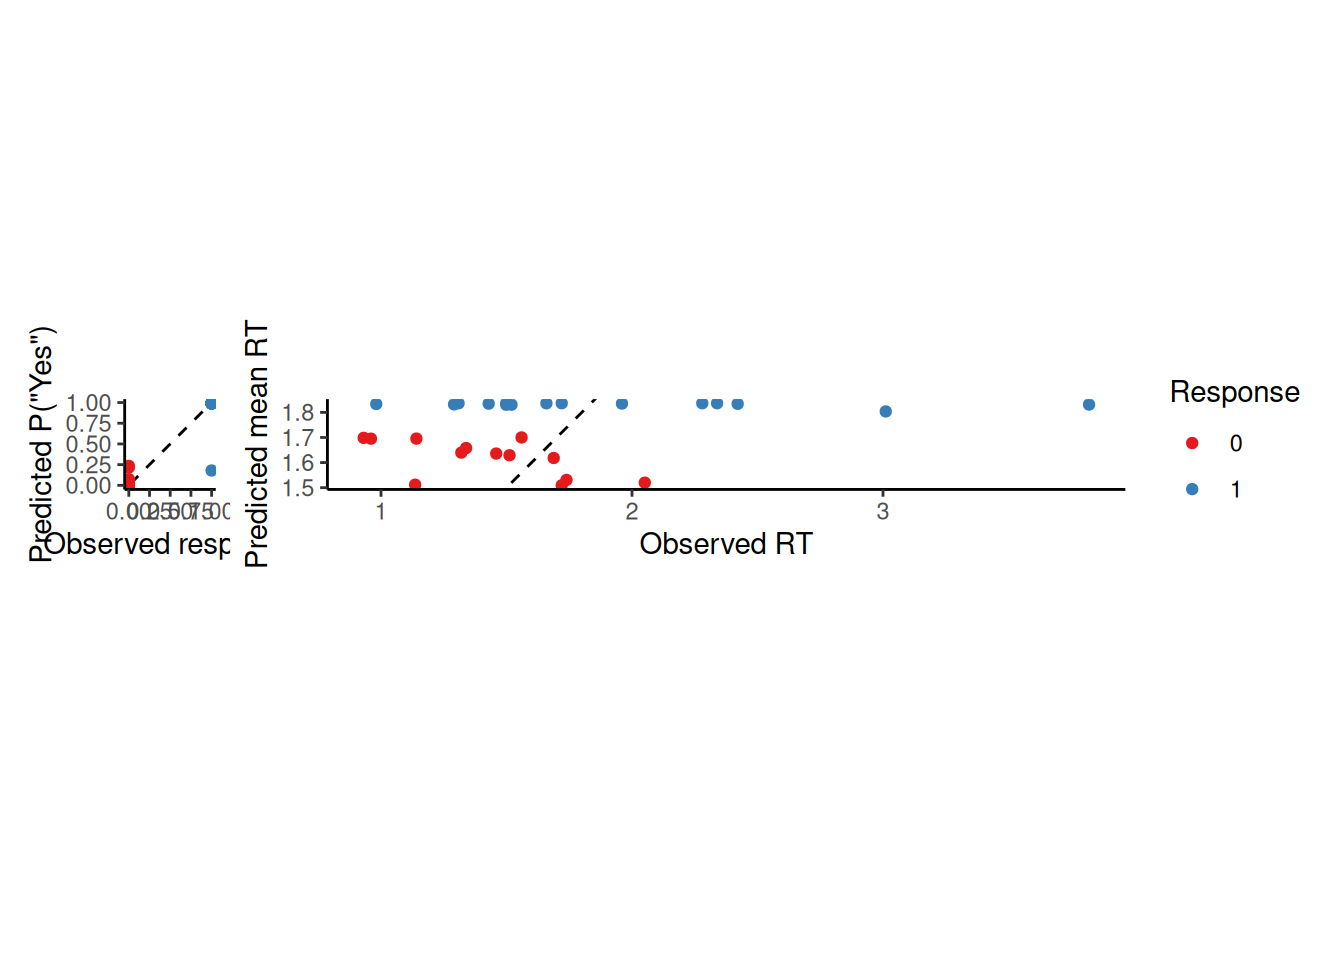 Predicted P("Yes")
1.00
0.75
0.50
0.25
0.00
Observed resp
Predicted mean RT
1.8
1.7
1.6
1.5
1
2
3
Observed RT
Response
0
1